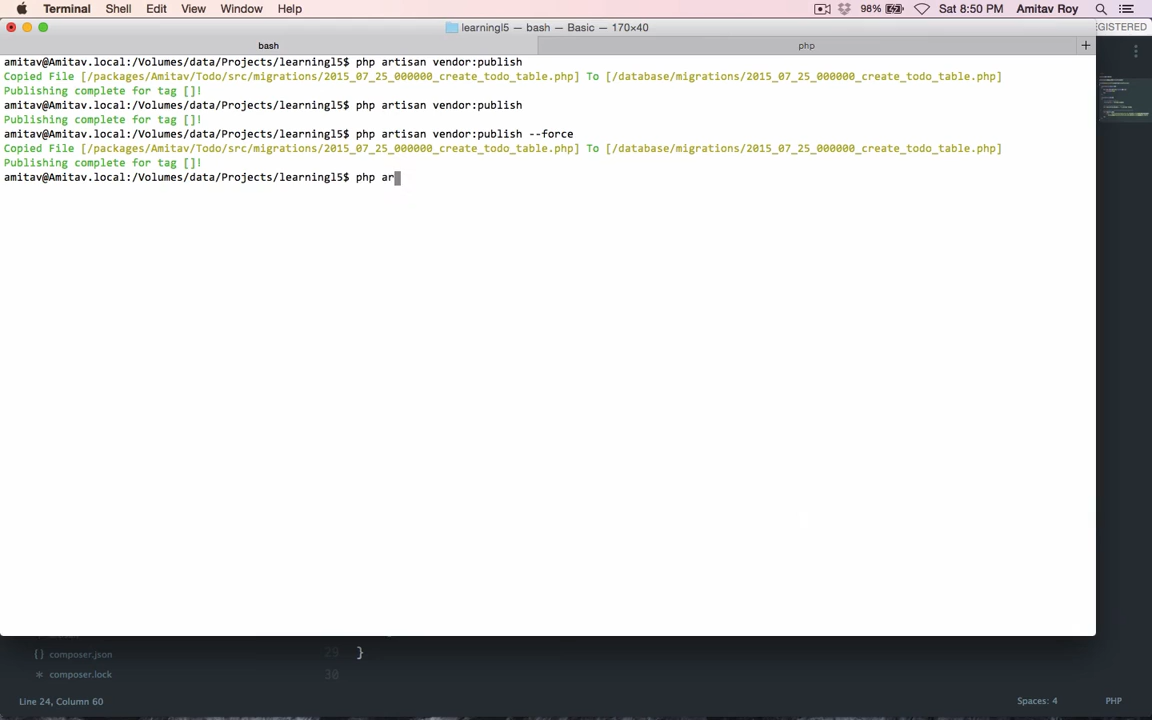 Terminal Shell Edit View Window Help 98% Sat 8:50 PM Amitav Roy
learningl5 — bash — Basic — 170×40
GISTERED
bash php +
amitav@Amitav.local:/Volumes/data/Projects/learningl5$ php artisan vendor:publish
Copied File [/packages/Amitav/Todo/src/migrations/2015_07_25_000000_create_todo_table.php] To [/database/migrations/2015_07_25_000000_create_todo_table.php]
Publishing complete for tag []!
amitav@Amitav.local:/Volumes/data/Projects/learningl5$ php artisan vendor:publish
Publishing complete for tag []!
amitav@Amitav.local:/Volumes/data/Projects/learningl5$ php artisan vendor:publish --force
Copied File [/packages/Amitav/Todo/src/migrations/2015_07_25_000000_create_todo_table.php] To [/database/migrations/2015_07_25_000000_create_todo_table.php]
Publishing complete for tag []!
amitav@Amitav.local:/Volumes/data/Projects/learningl5$ php ar
{} composer.json 29 }
* composer.lock 30
Line 24, Column 60 Spaces: 4 PHP